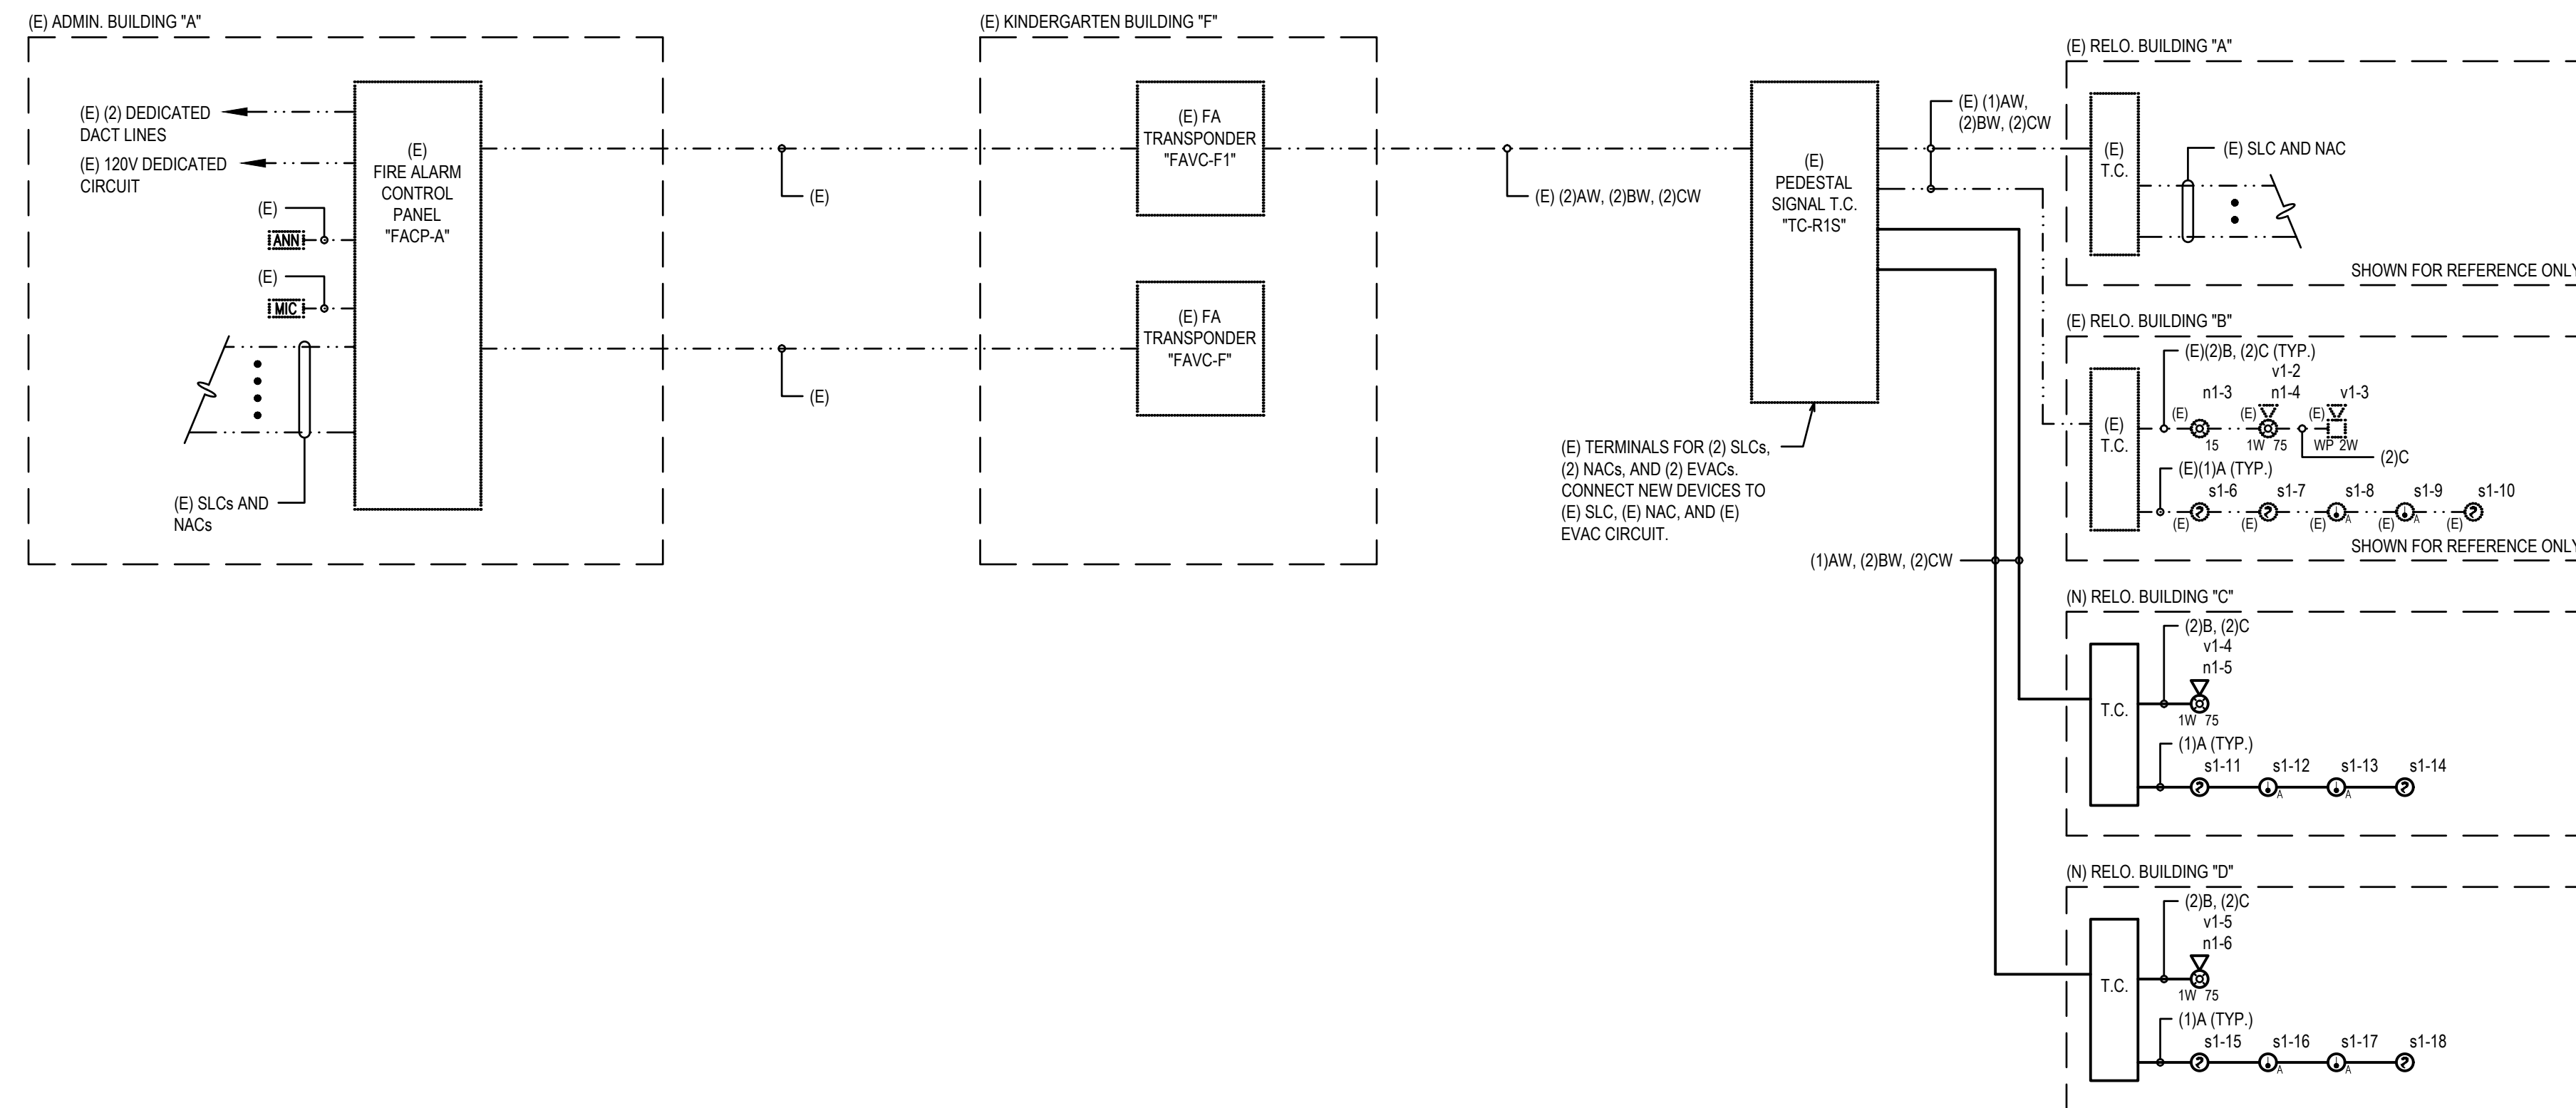 (E) ADMIN. BUILDING "A"
(E) (2) DEDICATED
DACT LINES
(E) 120V DEDICATED
CIRCUIT
(E)
ANN
(E)
MIC
(E) SLCs AND
NACs
(E)
FIRE ALARM
CONTROL
PANEL
"FACP-A"
(E)
(E)
(E) KINDERGARTEN BUILDING "F"
(E) FA
TRANSPONDER
"FAVC-F1"
(E) FA
TRANSPONDER
"FAVC-F"
(E) (2)AW, (2)BW, (2)CW
(E)
PEDESTAL
SIGNAL T.C.
"TC-R1S"
(E) TERMINALS FOR (2) SLCs,
(2) NACs, AND (2) EVACs.
CONNECT NEW DEVICES TO
(E) SLC, (E) NAC, AND (E)
EVAC CIRCUIT.
(E) (1)AW,
(2)BW, (2)CW
(1)AW, (2)BW, (2)CW
(E) RELO. BUILDING "A"
(E)
T.C.
(E) SLC AND NAC
SHOWN FOR REFERENCE ONLY
(E) RELO. BUILDING "B"
(E)
T.C.
(E)(2)B, (2)C (TYP.)
v1-2
n1-3 n1-4 v1-3
(E) (E) (E)
15 1W 75 WP 2W
(2)C
(E)(1)A (TYP.)
s1-6 s1-7 s1-8 s1-9 s1-10
A A
(E) (E) (E) (E) (E)
SHOWN FOR REFERENCE ONLY
(N) RELO. BUILDING "C"
T.C.
(2)B, (2)C
v1-4
n1-5
1W 75
(1)A (TYP.)
s1-11 s1-12 s1-13 s1-14
A A
(N) RELO. BUILDING "D"
T.C.
(2)B, (2)C
v1-5
n1-6
1W 75
(1)A (TYP.)
s1-15 s1-16 s1-17 s1-18
A A